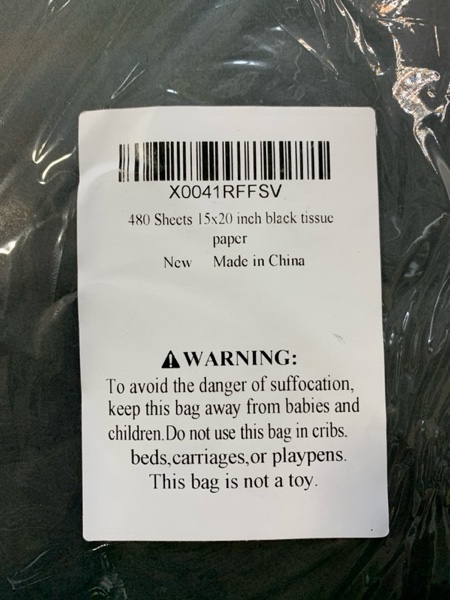 X0041RFFSV
480 Sheets 15x20 inch black tissue
paper
New Made in China
WARNING:
To avoid the danger of suffocation,
keep this bag away from babies and
children.Do not use this bag in cribs.
beds,carriages,or playpens.
This bag is not a toy.